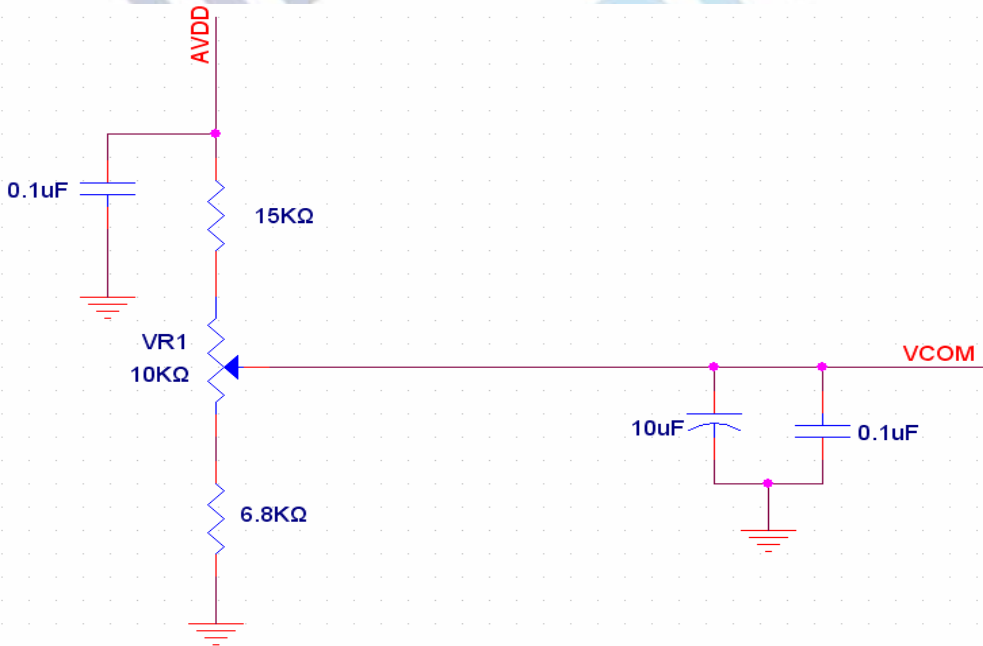 AVDD
0.1uF
15KΩ
VR1
10KΩ
VCOM
10uF
0.1uF
6.8KΩ